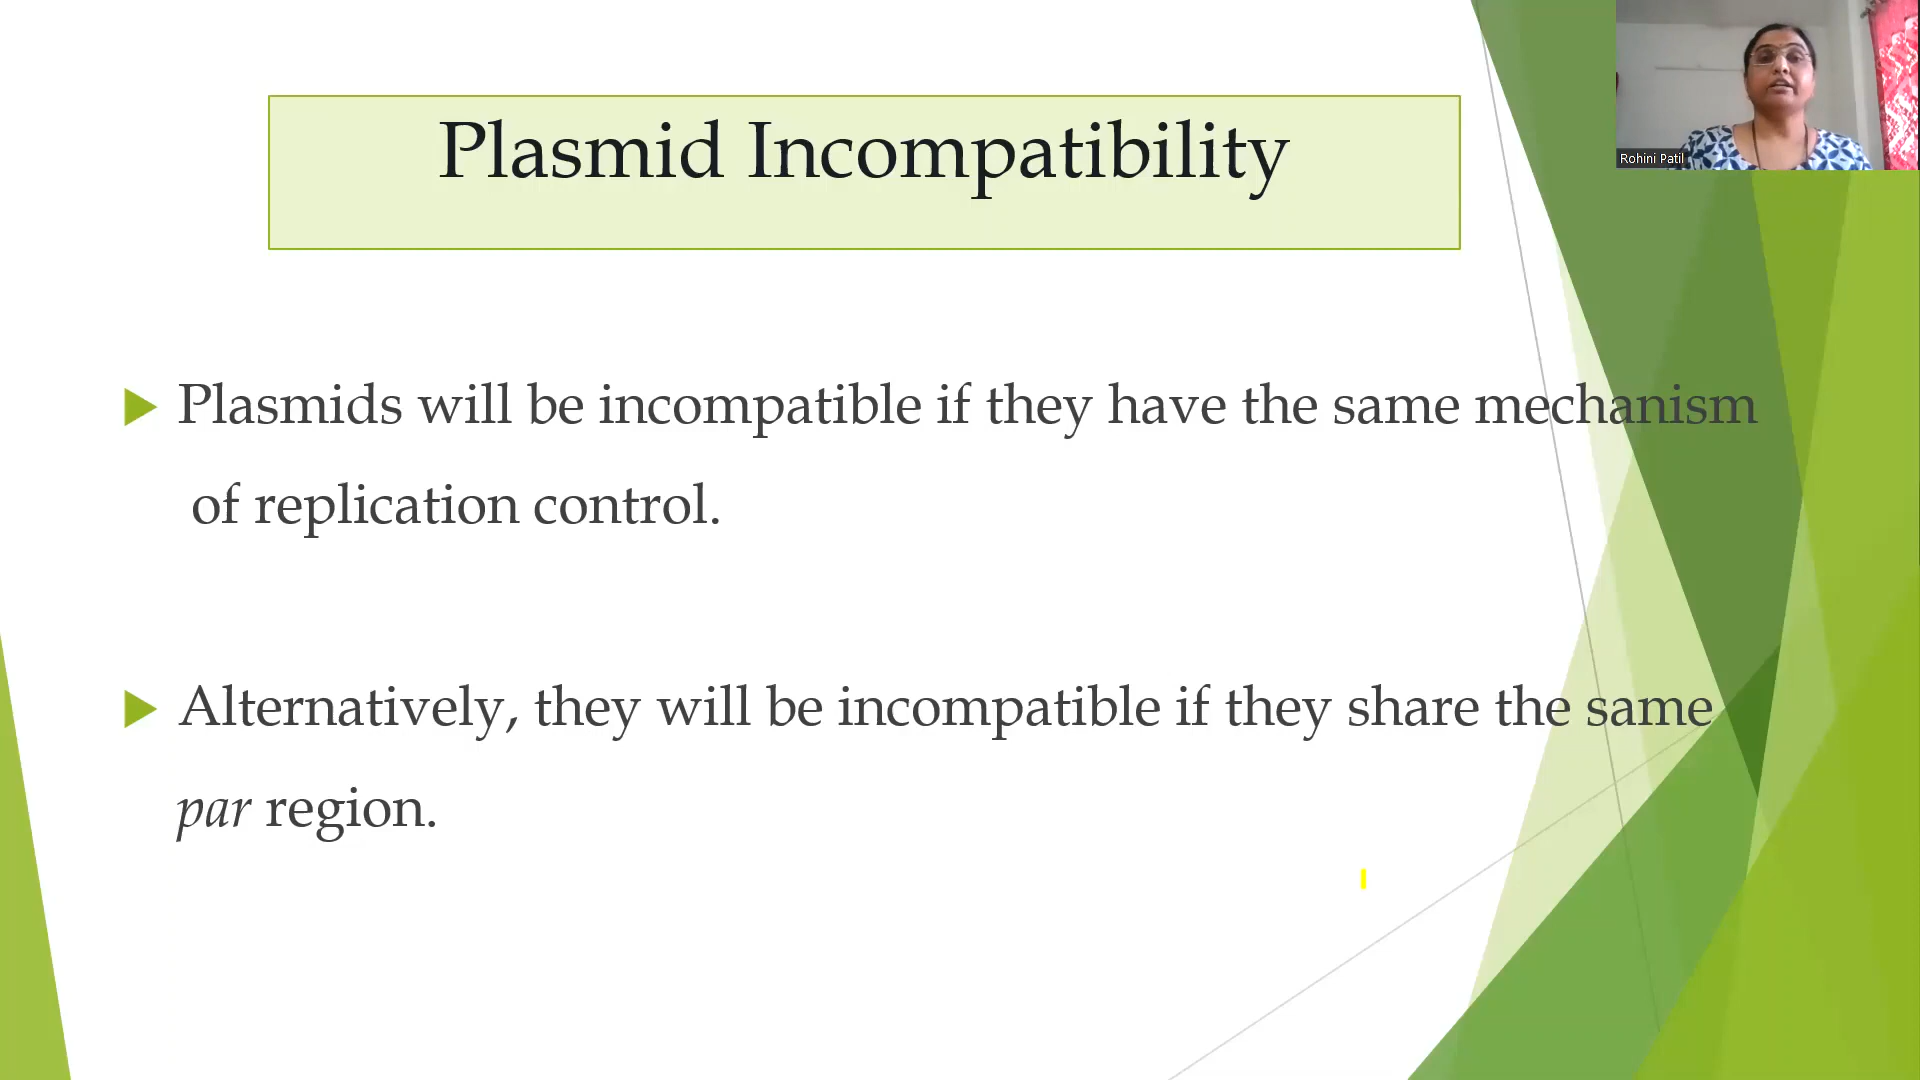 Plasmid Incompatibility
Rohini Patil
Plasmids will be incompatible if they have the same mechanism
of replication control.
Alternatively, they will be incompatible if they share the same
par region.